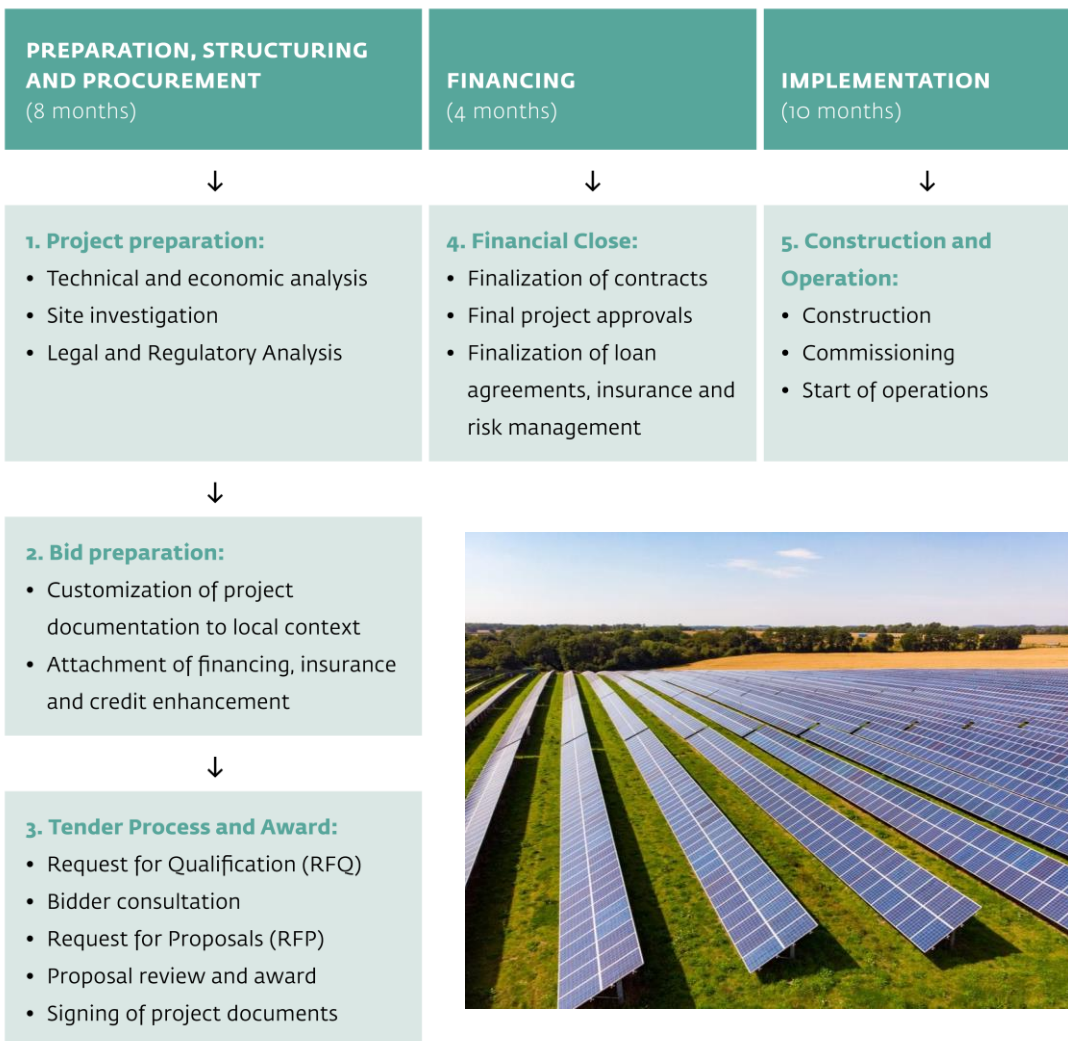 PREPARATION, STRUCTURING
AND PROCUREMENT
(8 months)
↓
1. Project preparation:
• Technical and economic analysis
• Site investigation
• Legal and Regulatory Analysis
↓
2. Bid preparation:
• Customization of project
documentation to local context
• Attachment of financing, insurance
and credit enhancement
↓
3. Tender Process and Award:
• Request for Qualification (RFQ)
• Bidder consultation
• Request for Proposals (RFP)
• Proposal review and award
• Signing of project documents
FINANCING
(4 months)
↓
4. Financial Close:
• Finalization of contracts
• Final project approvals
• Finalization of loan
agreements, insurance and
risk management
IMPLEMENTATION
(10 months)
↓
5. Construction and
Operation:
• Construction
• Commissioning
• Start of operations